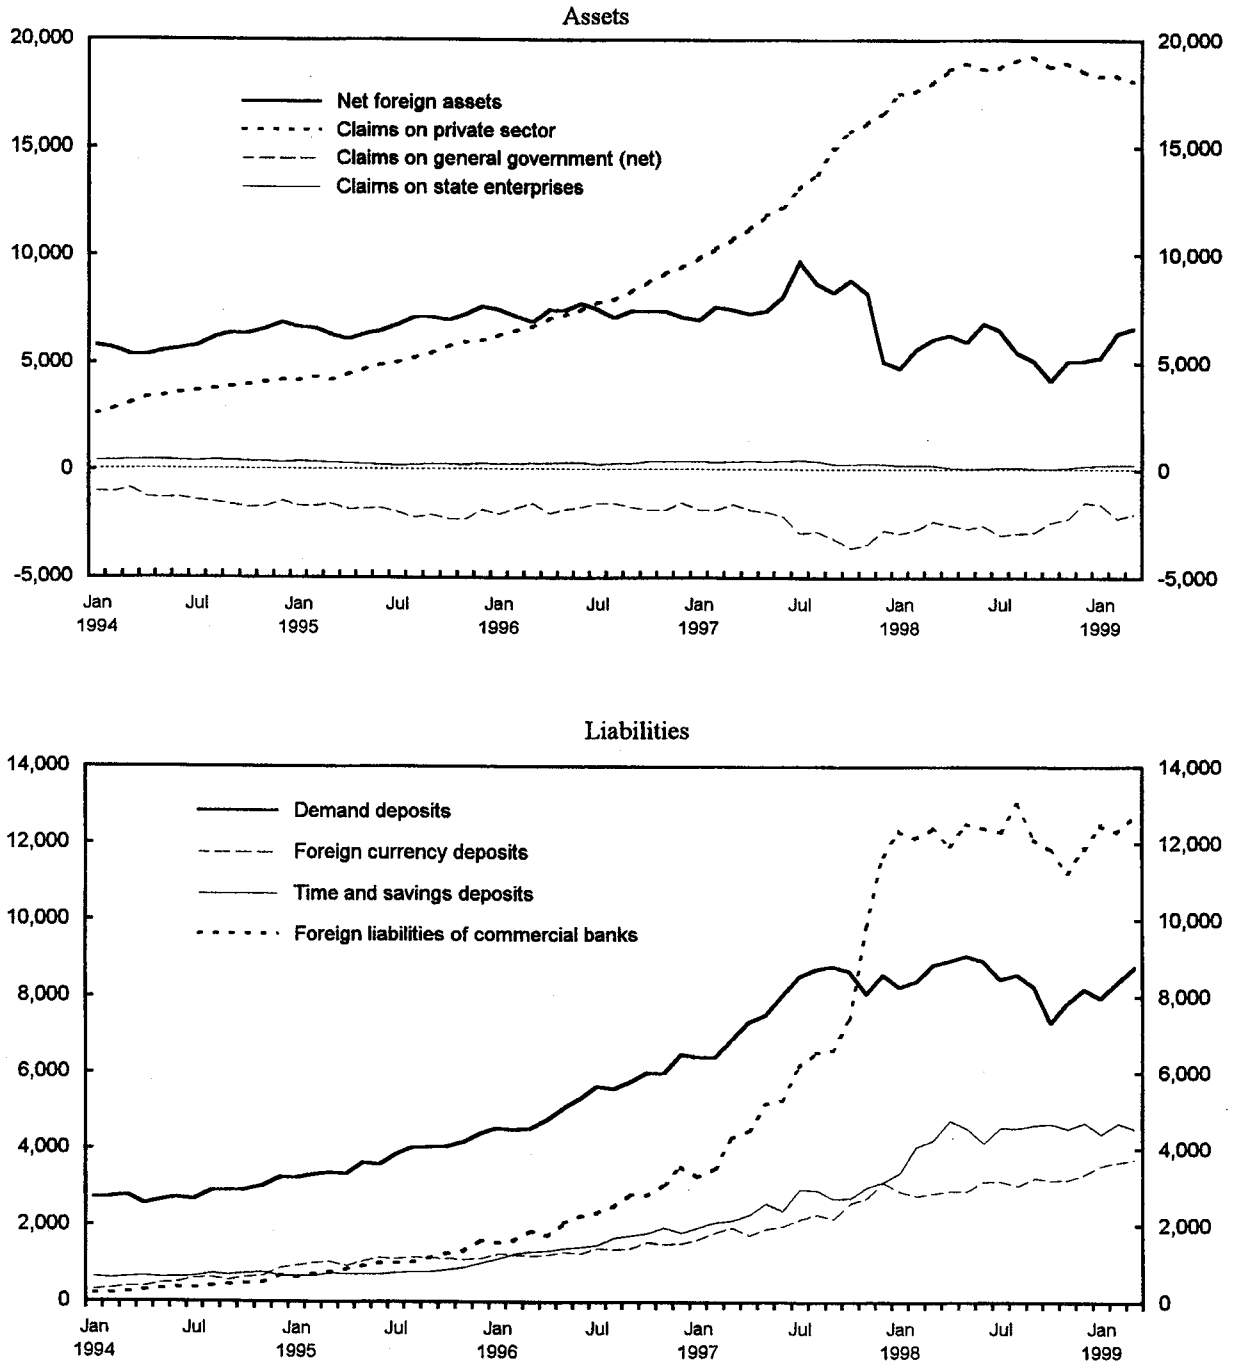 Assets
20,000 20,000
Net foreign assets
Claims on private sector
15,000 15,000
Claims on general government (net)
Claims on state enterprises
10,000 10,000
5,000 5,000
0 0
-5,000 -5,000
Jan Jul Jan Jul Jan Jul Jan Jul Jan Jul Jan
1994 1995 1996 1997 1998 1999
Liabilities
14,000 14,000
Demand deposits
12,000 12,000
Foreign currency deposits
Time and savings deposits
10,000 10,000
Foreign liabilities of commercial banks
8,000 8,000
6,000 6,000
4,000 4,000
2,000 2,000
0 0
Jan Jul Jan Jul Jan Jul Jan Jul Jan Jul Jan
1994 1995 1996 1997 1998 1999